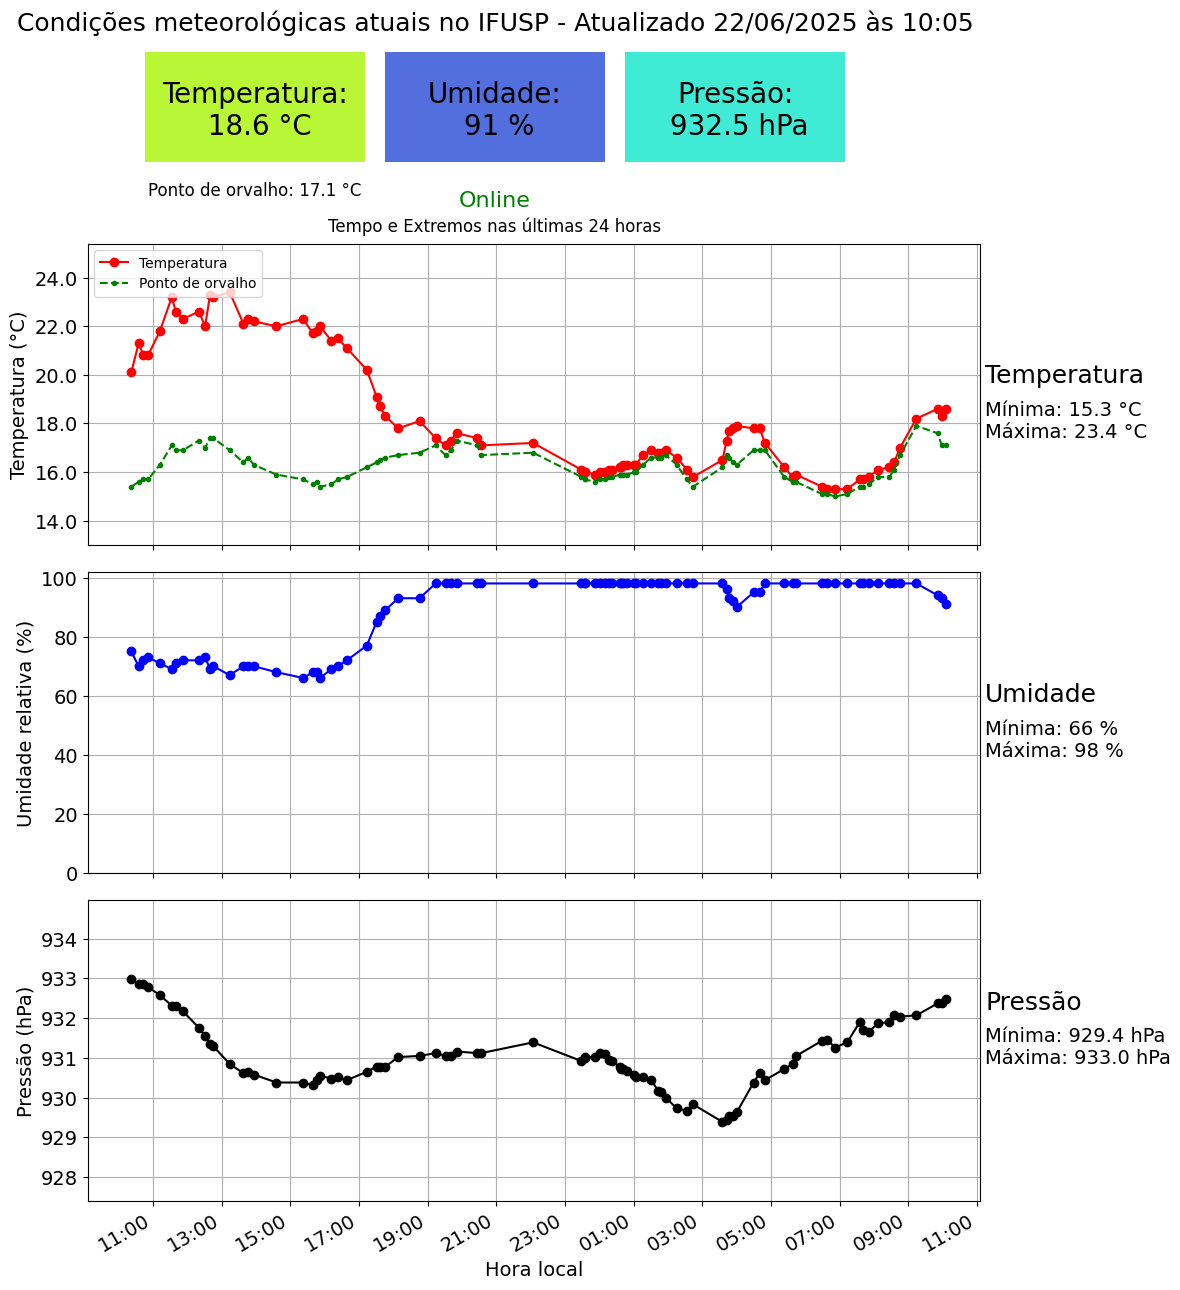 Condições meteorológicas atuais no IFUSP - Atualizado 22/06/2025 às 10:05
Temperatura:
18.6 °C
Umidade:
91 %
Pressão:
932.5 hPa
Ponto de orvalho: 17.1 °C
Online
Tempo e Extremos nas últimas 24 horas
Temperatura
Ponto de orvalho
Temperatura (°C)
24.0
22.0
20.0
18.0
16.0
14.0
Temperatura
Mínima: 15.3 °C
Máxima: 23.4 °C
Umidade relativa (%)
100
80
60
40
20
0
Umidade
Mínima: 66 %
Máxima: 98 %
Pressão (hPa)
934
933
932
931
930
929
928
Pressão
Mínima: 929.4 hPa
Máxima: 933.0 hPa
11:00 13:00 15:00 17:00 19:00 21:00 23:00 01:00 03:00 05:00 07:00 09:00 11:00
Hora local